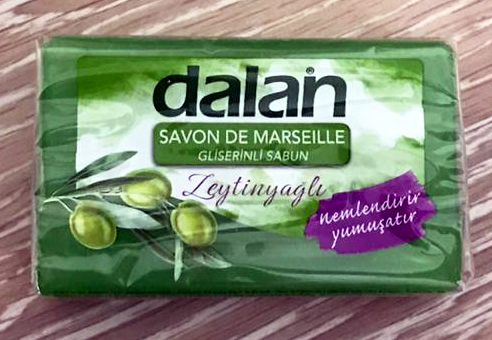 dalan
SAVON DE MARSEILLE
GLİSERİNLİ SABUN
Zeytinyağlı
nemlendirir
yumuşatır